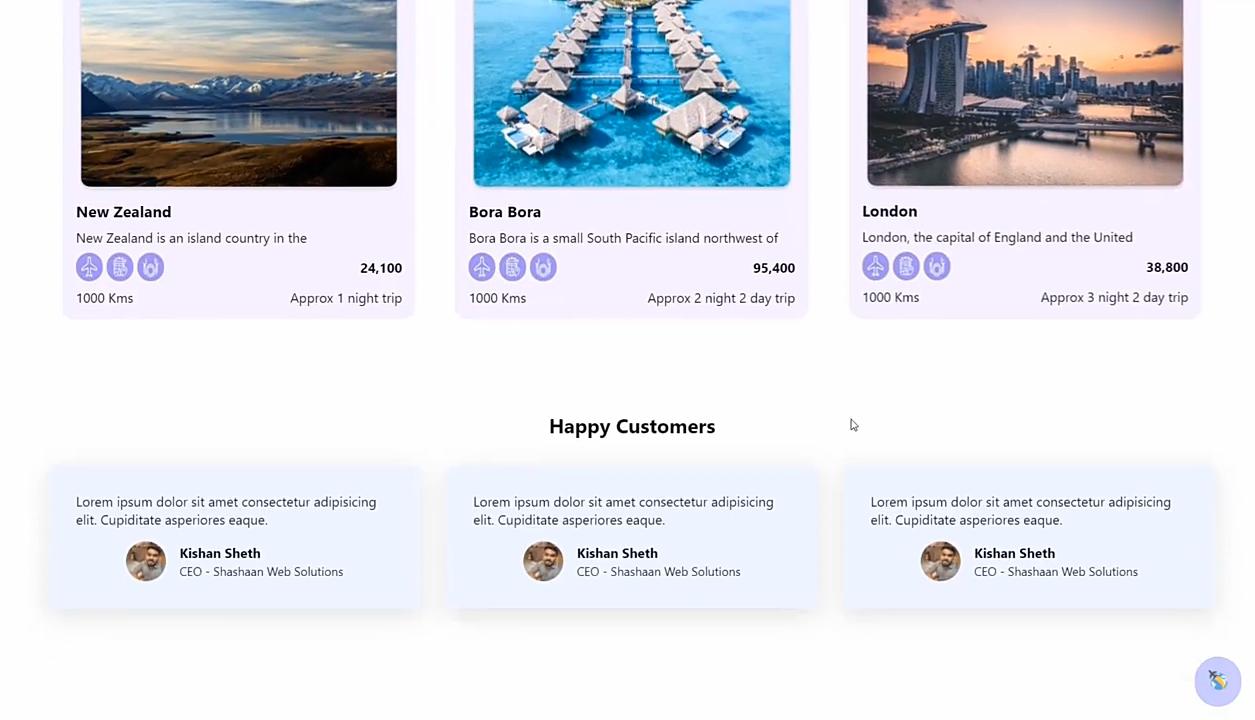 New Zealand
New Zealand is an island country in the
24,100
1000 Kms
Approx 1 night trip
Bora Bora
Bora Bora is a small South Pacific island northwest of
95,400
1000 Kms
Approx 2 night 2 day trip
London
London, the capital of England and the United
38,800
1000 Kms
Approx 3 night 2 day trip
Happy Customers
Lorem ipsum dolor sit amet consectetur adipisicing
elit. Cupiditate asperiores eaque.
Kishan Sheth
CEO - Shashaan Web Solutions
Lorem ipsum dolor sit amet consectetur adipisicing
elit. Cupiditate asperiores eaque.
Kishan Sheth
CEO - Shashaan Web Solutions
Lorem ipsum dolor sit amet consectetur adipisicing
elit. Cupiditate asperiores eaque.
Kishan Sheth
CEO - Shashaan Web Solutions